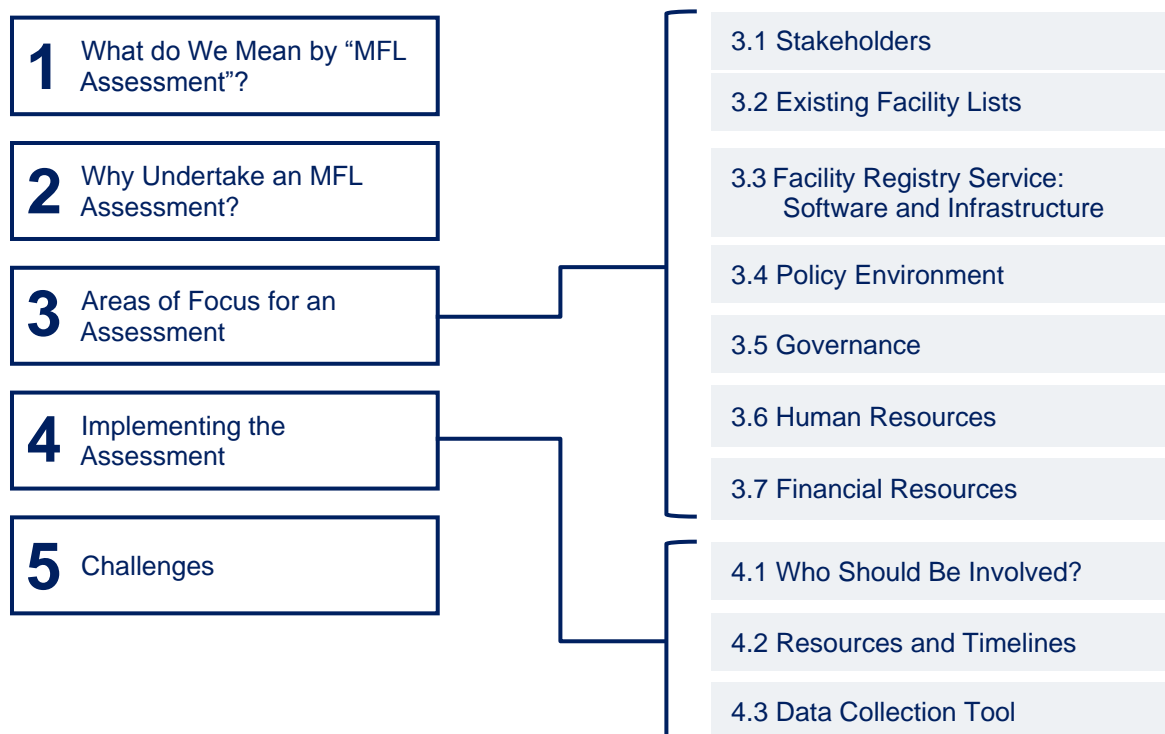 1
What do We Mean by “MFL
Assessment”?
2
Why Undertake an MFL
Assessment?
3
Areas of Focus for an
Assessment
4
Implementing the
Assessment
5
Challenges
3.1 Stakeholders
3.2 Existing Facility Lists
3.3 Facility Registry Service:
Software and Infrastructure
3.4 Policy Environment
3.5 Governance
3.6 Human Resources
3.7 Financial Resources
4.1 Who Should Be Involved?
4.2 Resources and Timelines
4.3 Data Collection Tool